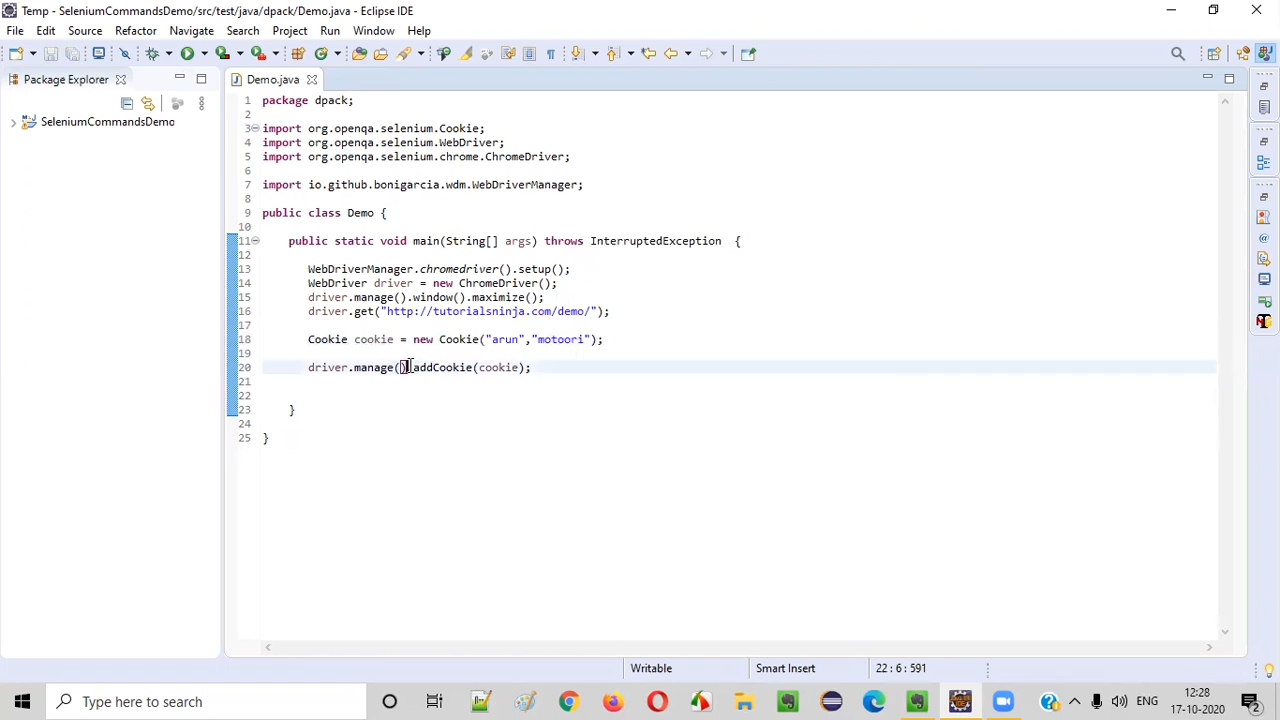 Temp - SeleniumCommandsDemo/src/test/java/dpack/Demo.java - Eclipse IDE
File Edit Source Refactor Navigate Search Project Run Window Help
Package Explorer
SeleniumCommandsDemo
Demo.java
1 package dpack;
2
3 import org.openqa.selenium.Cookie;
4 import org.openqa.selenium.WebDriver;
5 import org.openqa.selenium.chrome.ChromeDriver;
6
7 import io.github.bonigarcia.wdm.WebDriverManager;
8
9 public class Demo {
10
11 public static void main(String[] args) throws InterruptedException {
12
13 WebDriverManager.chromedriver().setup();
14 WebDriver driver = new ChromeDriver();
15 driver.manage().window().maximize();
16 driver.get("http://tutorialsninja.com/demo/");
17
18 Cookie cookie = new Cookie("arun","motoori");
19
20 driver.manage().addCookie(cookie);
21
22
23 }
24
25 }
Writable Smart Insert 22 : 6 : 591
Type here to search
ENG
12:28
17-10-2020
2